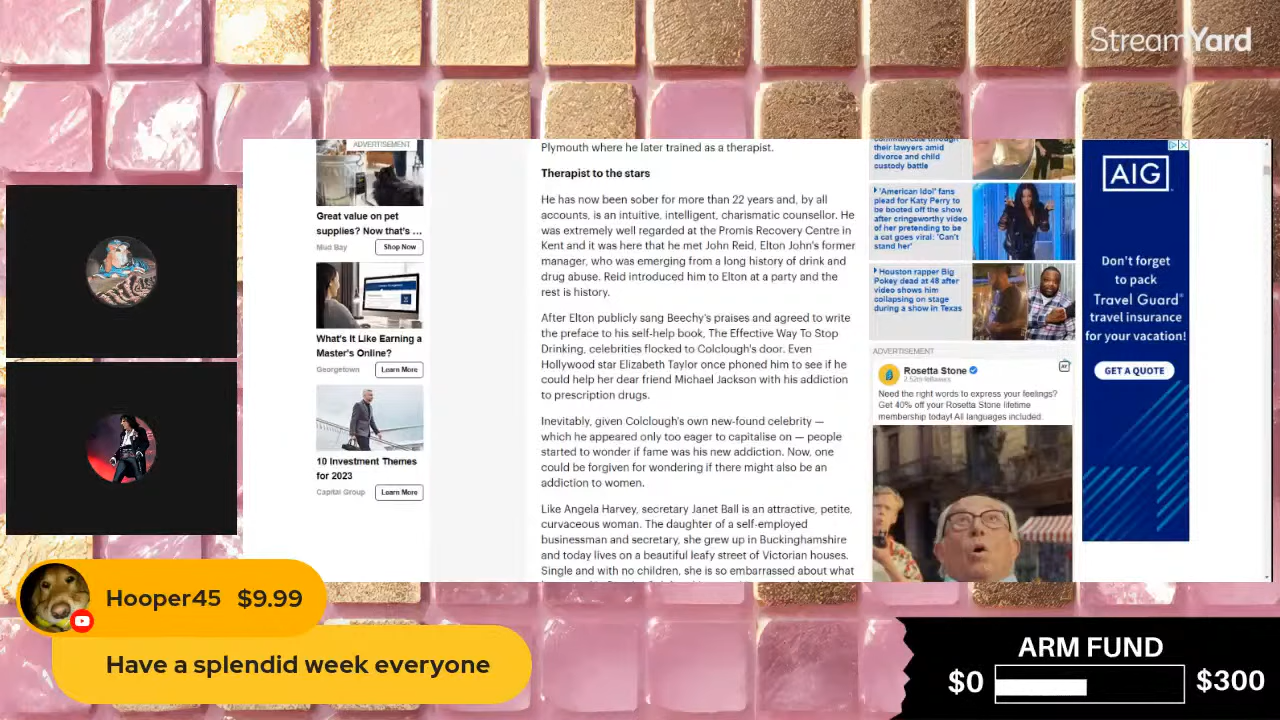 StreamYard
ADVERTISEMENT
Great value on pet
supplies? Now that's ...
Mud Bay
Shop Now
What's It Like Earning a
Master's Online?
Georgetown
Learn More
10 Investment Themes
for 2023
Capital Group
Learn More
Plymouth where he later trained as a therapist.
Therapist to the stars
He has now been sober for more than 22 years and, by all
accounts, is an intuitive, intelligent, charismatic counsellor. He
was extremely well regarded at the Promis Recovery Centre in
Kent and it was here that he met John Reid, Elton John's former
manager, who was emerging from a long history of drink and
drug abuse. Reid introduced him to Elton at a party and the
rest is history.
After Elton publicly sang Beechy's praises and agreed to write
the preface to his self-help book, The Effective Way To Stop
Drinking, celebrities flocked to Colclough's door. Even
Hollywood star Elizabeth Taylor once phoned him to see if he
could help her dear friend Michael Jackson with his addiction
to prescription drugs.
Inevitably, given Colclough's own new-found celebrity —
which he appeared only too eager to capitalise on — people
started to wonder if fame was his new addiction. Now, one
could be forgiven for wondering if there might also be an
addiction to women.
Like Angela Harvey, secretary Janet Ball is an attractive, petite,
curvaceous woman. The daughter of a self-employed
businessman and secretary, she grew up in Buckinghamshire
and today lives on a beautiful leafy street of Victorian houses.
Single and with no children, she is so embarrassed about what
communicate through
their lawyers amid
divorce and child
custody battle
'American Idol' fans
plead for Katy Perry to
be booted off the show
after cringeworthy video
of her pretending to be
a cat goes viral: 'Can't
stand her'
Houston rapper Big
Pokey dead at 48 after
video shows him
collapsing on stage
during a show in Texas
ADVERTISEMENT
Rosetta Stone
followers
Need the right words to express your feelings?
Get 40% off your Rosetta Stone lifetime
membership today! All languages included.
AIG
Don't forget
to pack
Travel Guard®
travel insurance
for your vacation!
GET A QUOTE
Hooper45 $9.99
Have a splendid week everyone
ARM FUND
$0 $300